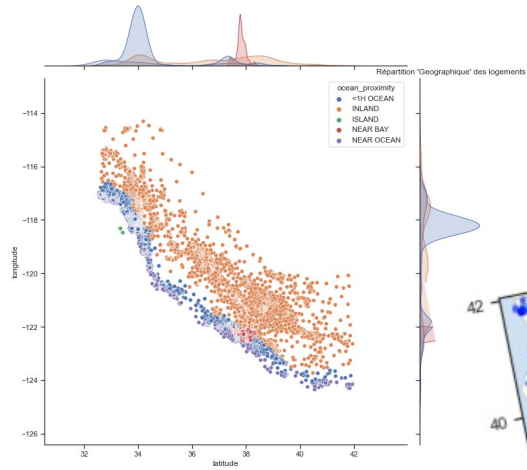 Répartition 'Geographique' des logements
ocean_proximity
<1H OCEAN
INLAND
ISLAND
NEAR BAY
NEAR OCEAN
−114
−116
−118
−120
−122
−124
−126
longitude
32
34
36
38
40
42
latitude
42
40